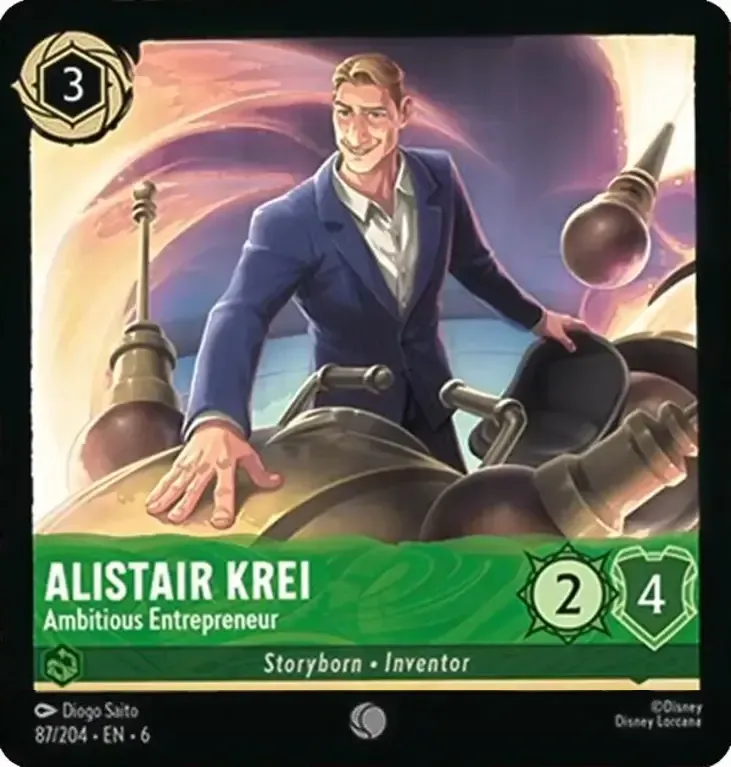 3
ALISTAIR KREI
Ambitious Entrepreneur
2
4
Storyborn • Inventor
Diogo Saito
87/204 • EN • 6
©Disney
Disney Lorcana